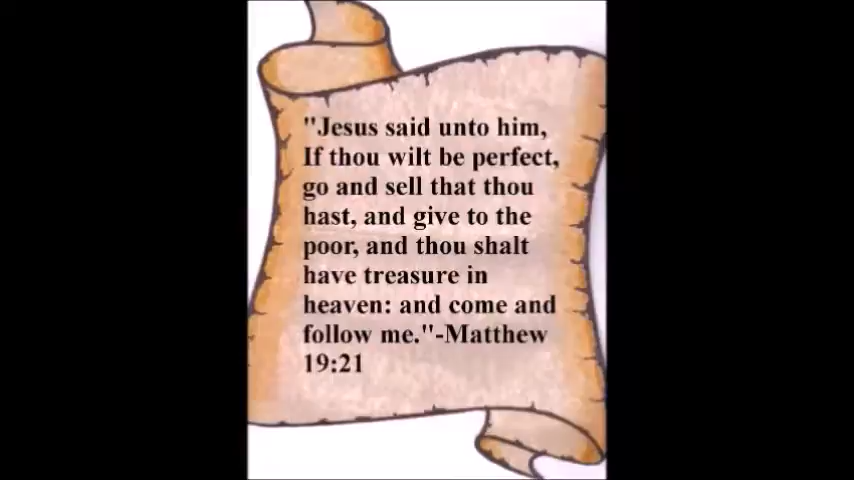 "Jesus said unto him,
If thou wilt be perfect,
go and sell that thou
hast, and give to the
poor, and thou shalt
have treasure in
heaven: and come and
follow me."-Matthew
19:21